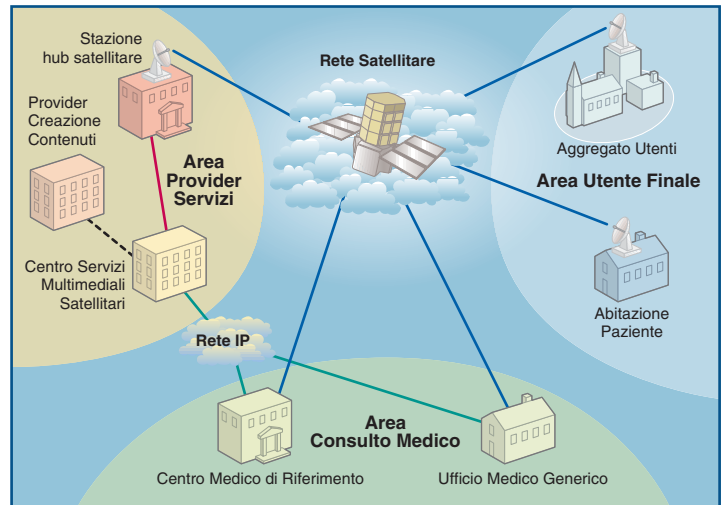 Stazione
hub satellitare
Rete Satellitare
Provider
Creazione
Contenuti
Area
Provider
Servizi
Aggregato Utenti
Area Utente Finale
Centro Servizi
Multimediali
Satellitari
Abitazione
Paziente
Rete IP
Area
Consulto Medico
Centro Medico di Riferimento
Ufficio Medico Generico